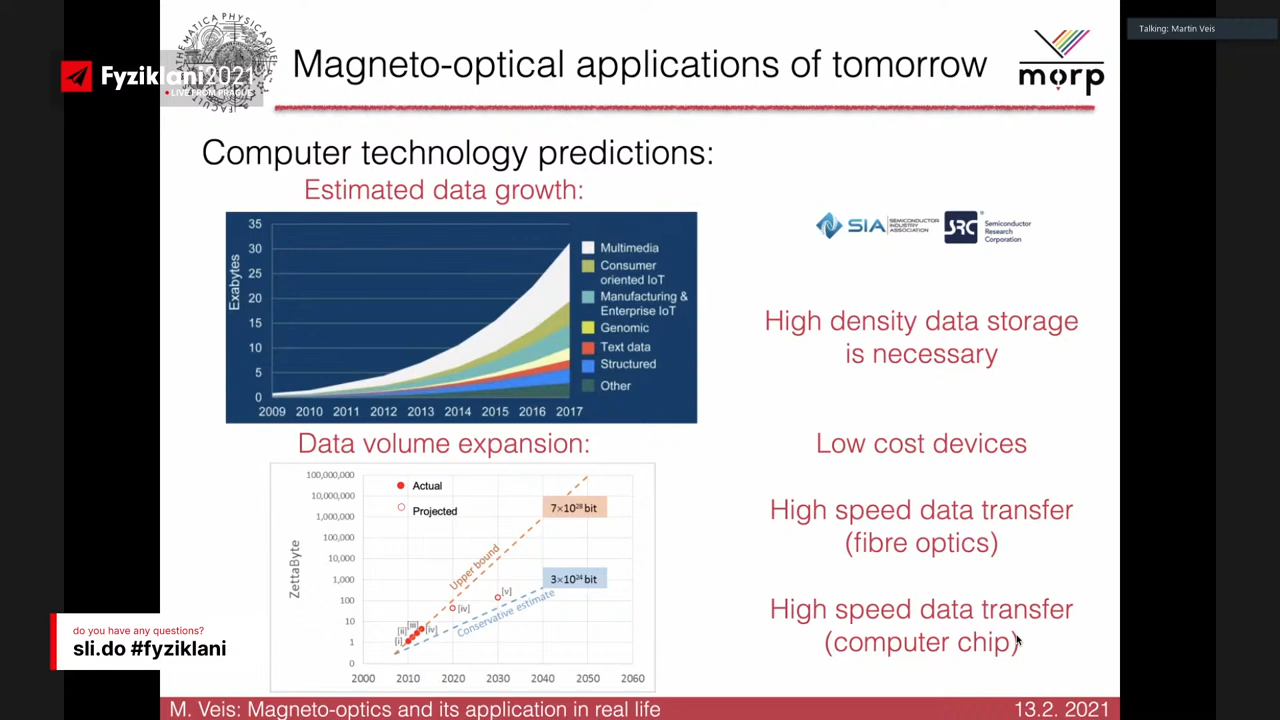 Talking: Martin Veis
Fyziklani2021
LIVE FROM PRAGUE
Magneto-optical applications of tomorrow
morp
Computer technology predictions:
Estimated data growth:
35
30
25
20
15
10
5
0
Exabytes
2009 2010 2011 2012 2013 2014 2015 2016 2017
Multimedia
Consumer
oriented IoT
Manufacturing &
Enterprise IoT
Genomic
Text data
Structured
Other
SIA SEMICONDUCTOR
INDUSTRY
ASSOCIATION
SRC Semiconductor
Research
Corporation
High density data storage
is necessary
Low cost devices
High speed data transfer
(fibre optics)
High speed data transfer
(computer chip)
Data volume expansion:
100,000,000
10,000,000
1,000,000
100,000
10,000
1,000
100
10
1
0
ZettaByte
Actual
Projected
7×10²⁸ bit
3×10²⁴ bit
Upper bound
Conservative estimate
[i]
[ii]
[iii]
[iv]
[iv]
[v]
2000 2010 2020 2030 2040 2050 2060
do you have any questions?
sli.do #fyziklani
M. Veis: Magneto-optics and its application in real life
13.2. 2021